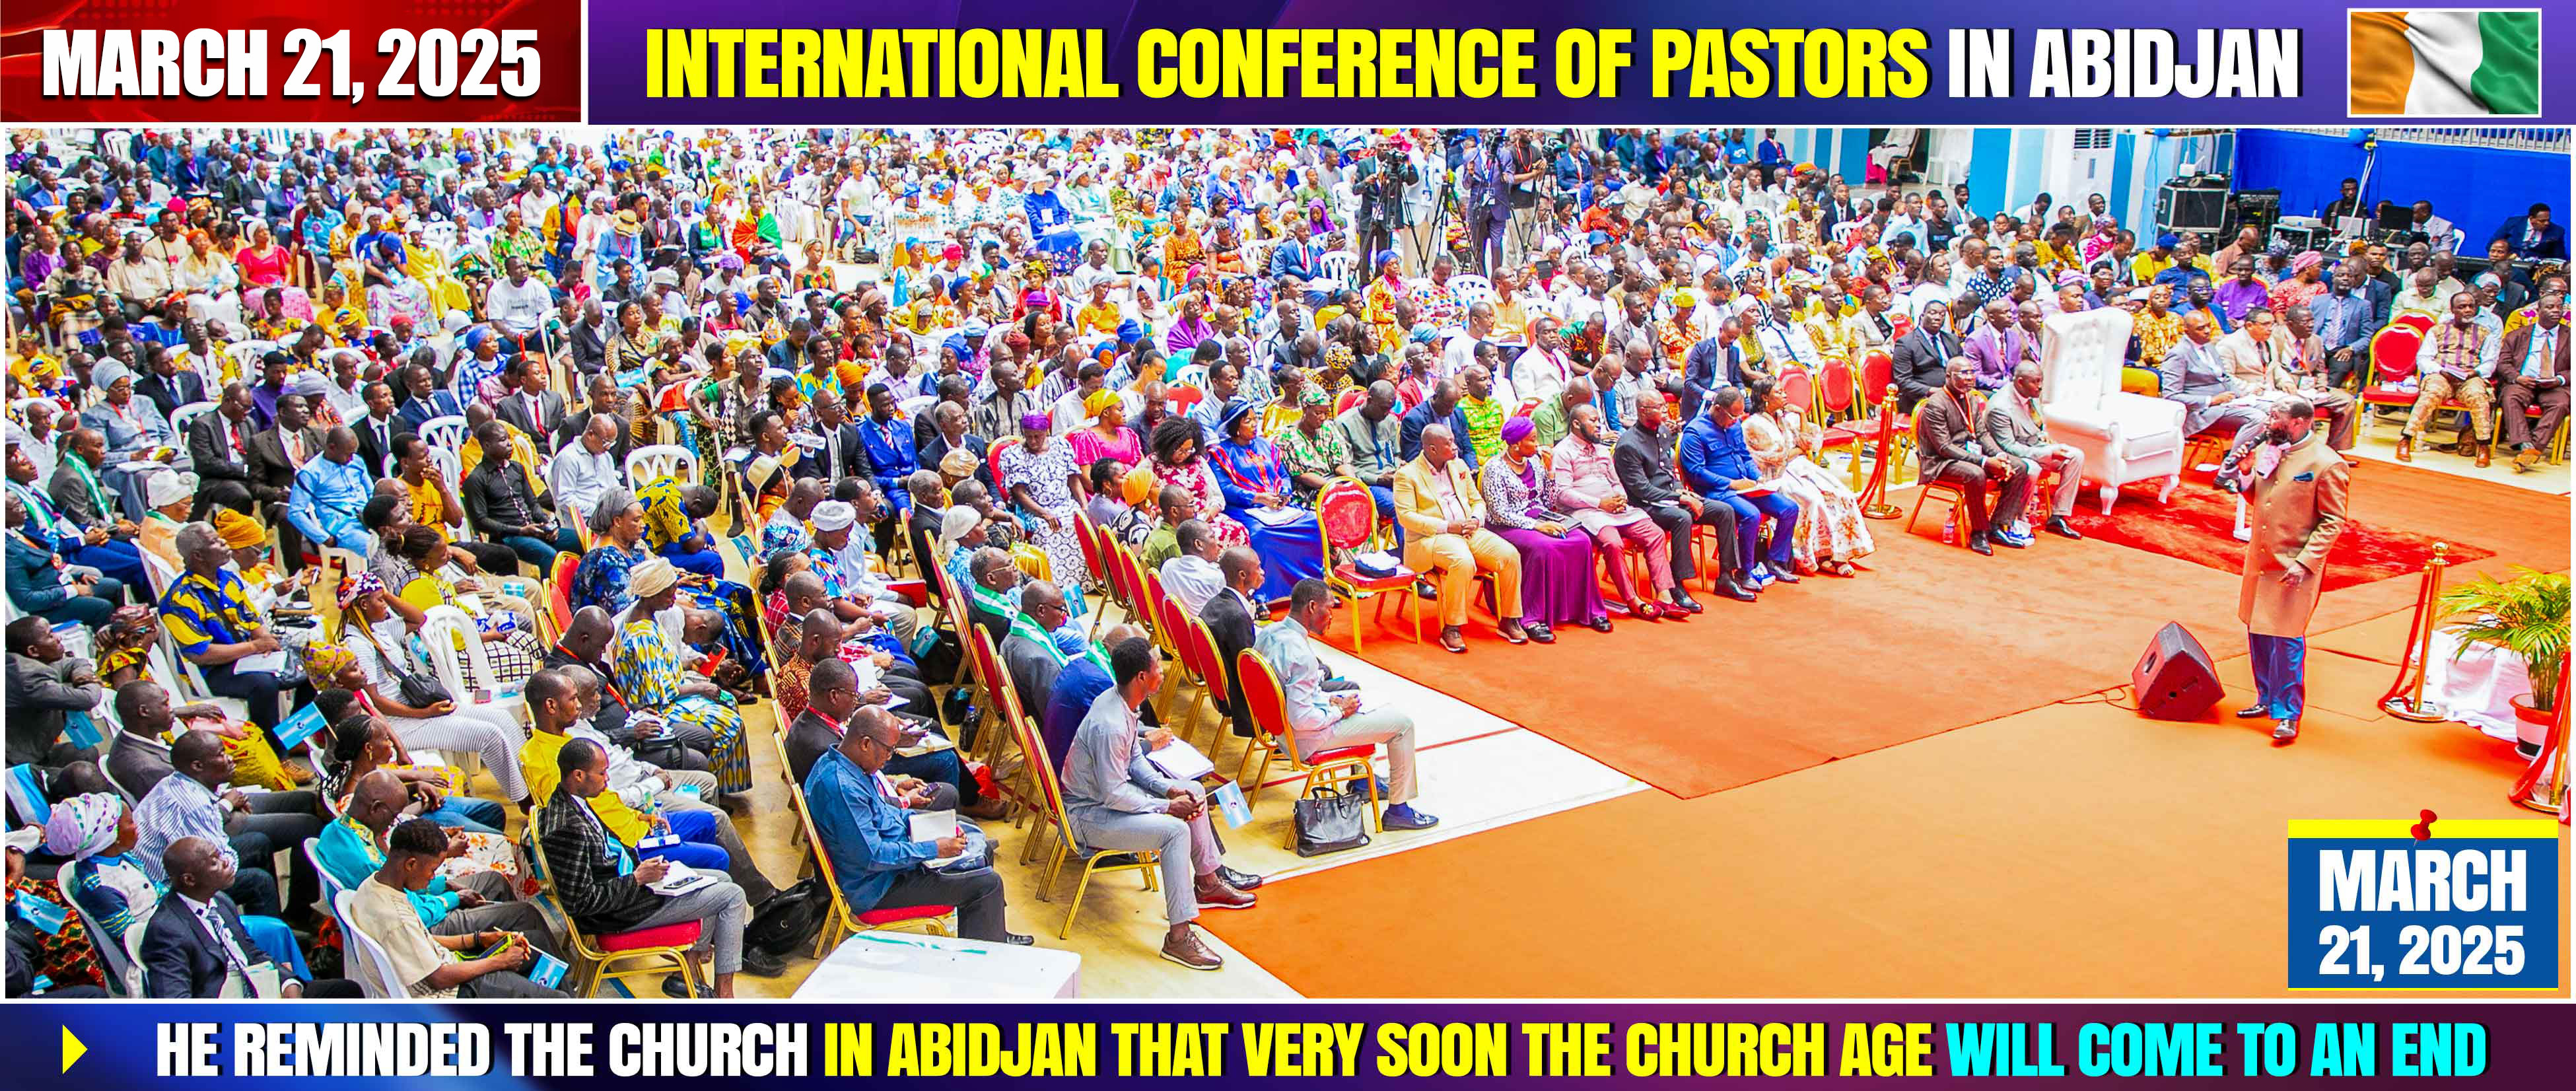 MARCH 21, 2025
INTERNATIONAL CONFERENCE OF PASTORS IN ABIDJAN
MARCH
21, 2025
HE REMINDED THE CHURCH IN ABIDJAN THAT VERY SOON THE CHURCH AGE WILL COME TO AN END